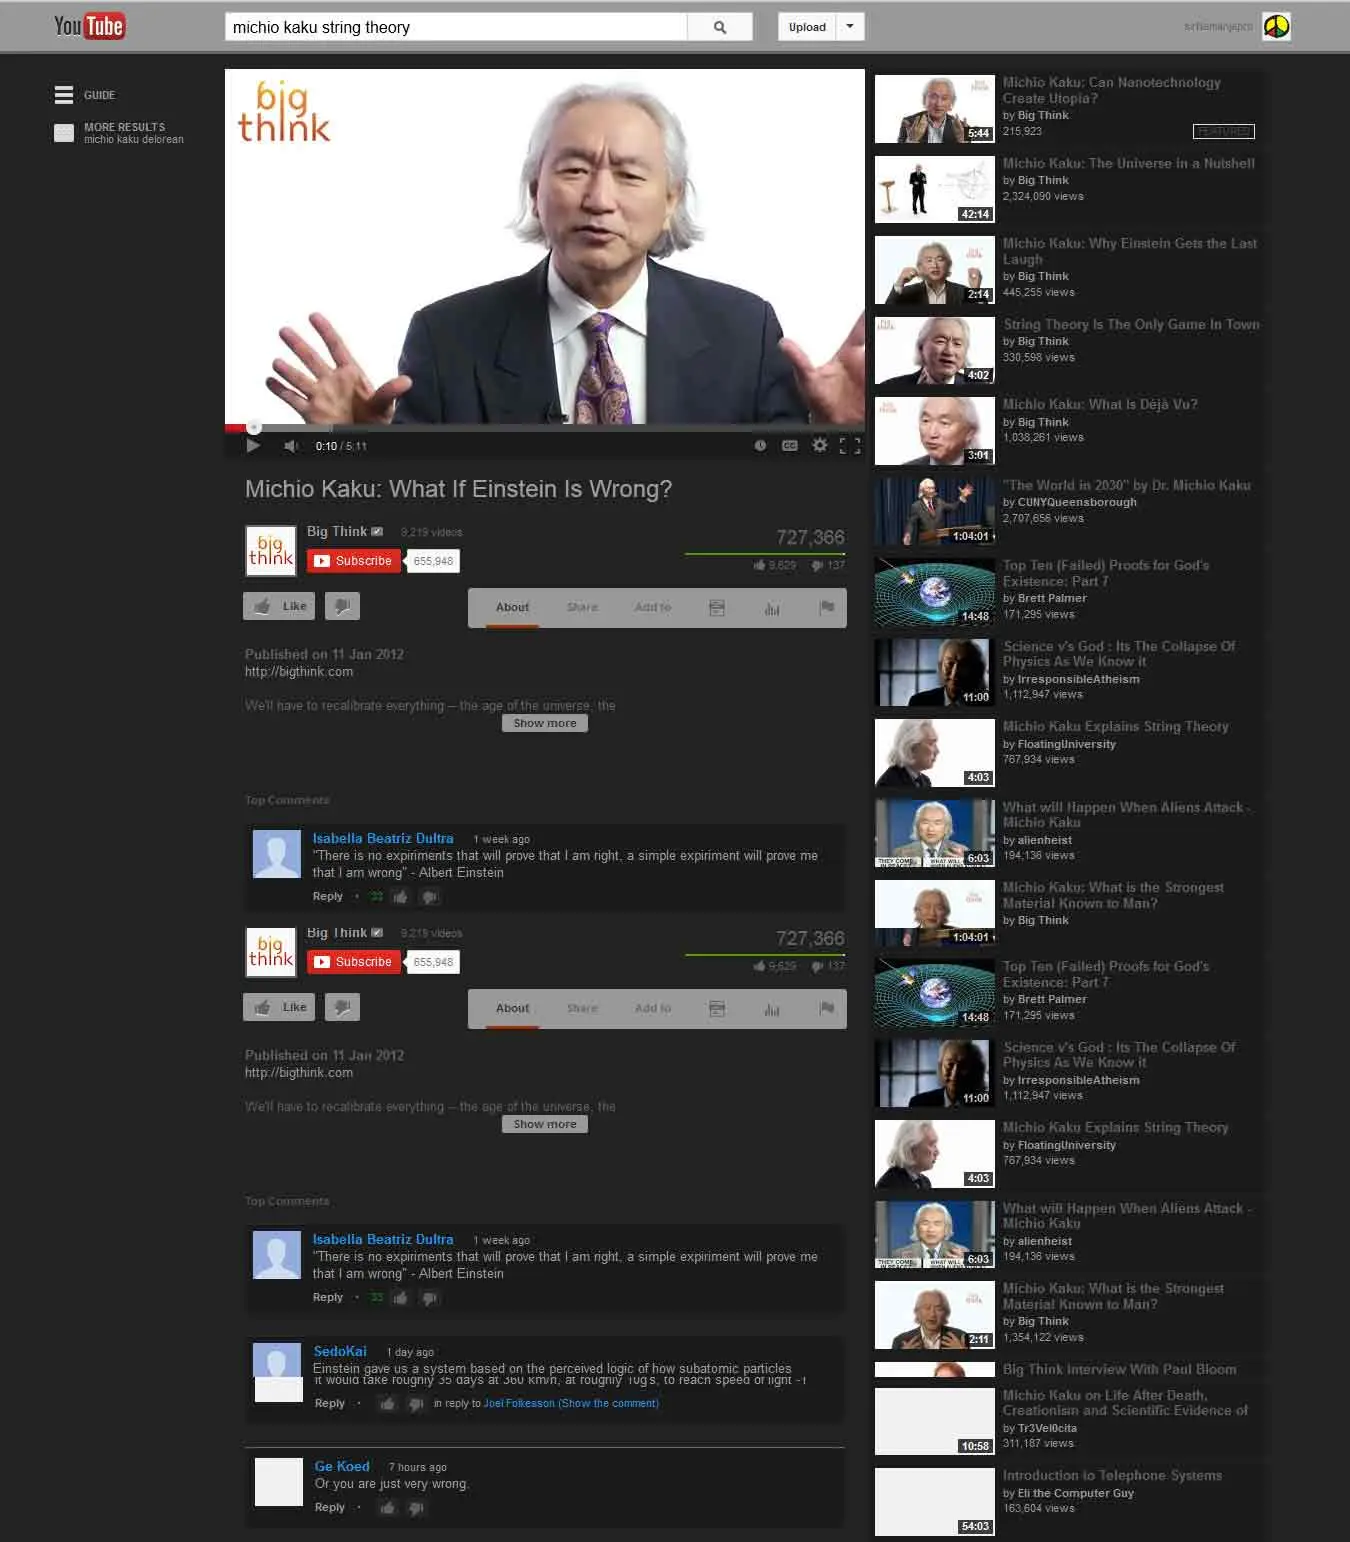 YouTube
michio kaku string theory
Upload
GUIDE
MORE RESULTS
michio kaku delorean
big
think
0:10 / 5:11
CC
Michio Kaku: What If Einstein Is Wrong?
big
think
Big Think
9,219 videos
Subscribe
655,948
727,366
9,629
137
Like
About
Share
Add to
Published on 11 Jan 2012
http://bigthink.com
We'll have to recalibrate everything -- the age of the universe, the
Show more
Top Comments
Isabella Beatriz Dultra 1 week ago
"There is no expiriments that will prove that I am right, a simple expiriment will prove me
that I am wrong" - Albert Einstein
Reply · 33
big
think
Big Think
9,219 videos
Subscribe
655,948
727,366
9,629
137
Like
About
Share
Add to
Published on 11 Jan 2012
http://bigthink.com
We'll have to recalibrate everything -- the age of the universe, the
Show more
Top Comments
Isabella Beatriz Dultra 1 week ago
"There is no expiriments that will prove that I am right, a simple expiriment will prove me
that I am wrong" - Albert Einstein
Reply · 33
SedoKai 1 day ago
Einstein gave us a system based on the perceived logic of how subatomic particles
it would take roughly 35 days at 360 km/h, at roughly 10g's, to reach speed of light - I
Reply · in reply to Joel Folkesson (Show the comment)
Ge Koed 7 hours ago
Or you are just very wrong.
Reply ·
Michio Kaku: Can Nanotechnology
Create Utopia?
by Big Think
215,923
FEATURED
5:44
Michio Kaku: The Universe in a Nutshell
by Big Think
2,324,090 views
42:14
Michio Kaku: Why Einstein Gets the Last
Laugh
by Big Think
445,255 views
2:14
String Theory Is The Only Game In Town
by Big Think
330,598 views
4:02
Michio Kaku: What Is Déjà Vu?
by Big Think
1,038,261 views
3:01
"The World in 2030" by Dr. Michio Kaku
by CUNYQueensborough
2,707,656 views
1:04:01
Top Ten (Failed) Proofs for God's
Existence: Part 7
by Brett Palmer
171,295 views
14:48
Science v's God : Its The Collapse Of
Physics As We Know it
by IrresponsibleAtheism
1,112,947 views
11:00
Michio Kaku Explains String Theory
by FloatingUniversity
767,934 views
4:03
What will Happen When Aliens Attack -
Michio Kaku
by alienheist
194,136 views
6:03
Michio Kaku: What is the Strongest
Material Known to Man?
by Big Think
1:04:01
Top Ten (Failed) Proofs for God's
Existence: Part 7
by Brett Palmer
171,295 views
14:48
Science v's God : Its The Collapse Of
Physics As We Know it
by IrresponsibleAtheism
1,112,947 views
11:00
Michio Kaku Explains String Theory
by FloatingUniversity
767,934 views
4:03
What will Happen When Aliens Attack -
Michio Kaku
by alienheist
194,136 views
6:03
Michio Kaku: What is the Strongest
Material Known to Man?
by Big Think
1,354,122 views
2:11
Big Think Interview With Paul Bloom
Michio Kaku on Life After Death,
Creationism and Scientific Evidence of
by Tr3Vel0cita
311,187 views
10:58
Introduction to Telephone Systems
by Eli the Computer Guy
163,604 views
54:03